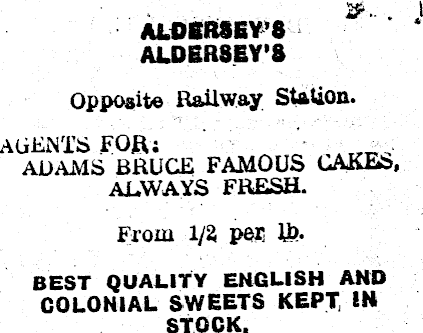 ALDERSEY'S
ALDERSEY'S
Opposite Railway Station.
AGENTS FOR:
ADAMS BRUCE FAMOUS CAKES,
ALWAYS FRESH.
From 1/2 per lb.
BEST QUALITY ENGLISH AND
COLONIAL SWEETS KEPT IN
STOCK.